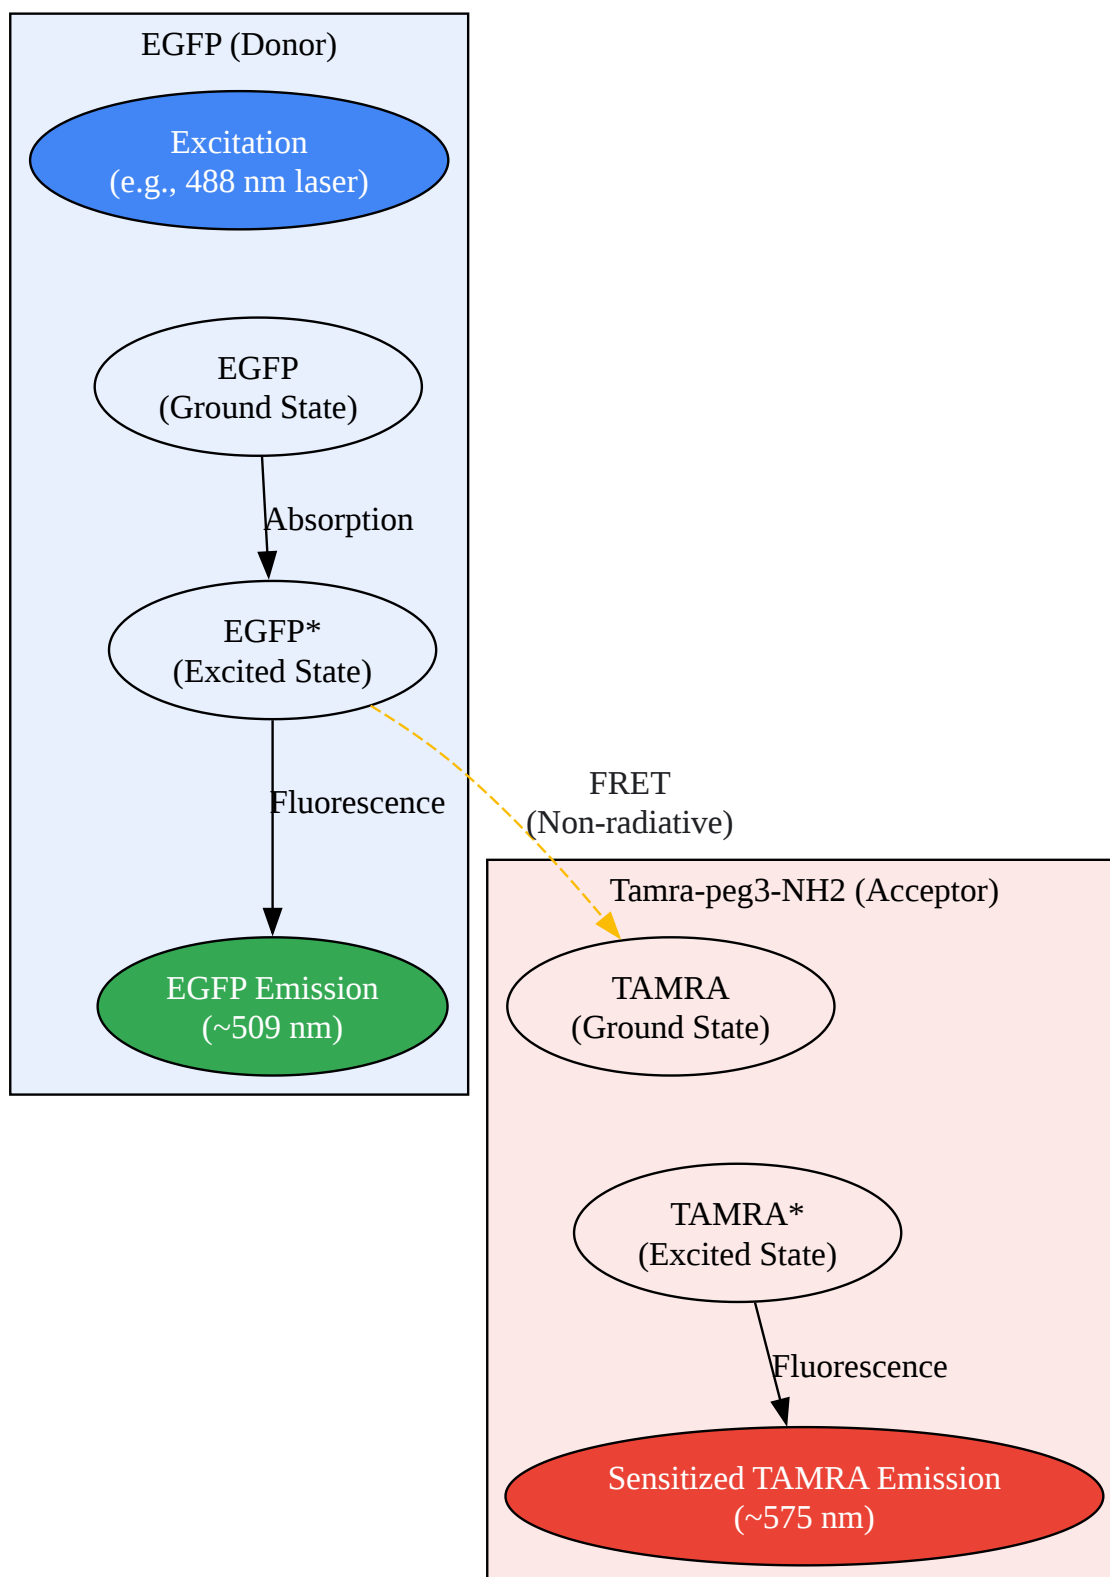 EGFP (Donor)
Excitation
(e.g., 488 nm laser)
EGFP
(Ground State)
Absorption
EGFP*
(Excited State)
Fluorescence
FRET
(Non-radiative)
EGFP Emission
(~509 nm)
Tamra-peg3-NH2 (Acceptor)
TAMRA
(Ground State)
TAMRA*
(Excited State)
Fluorescence
Sensitized TAMRA Emission
(~575 nm)